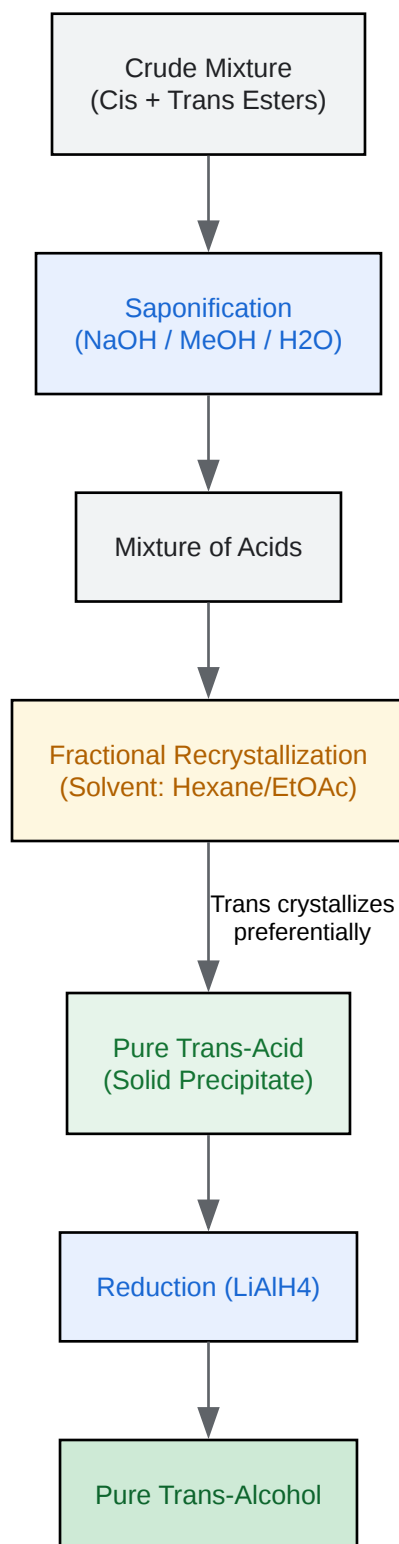 Crude Mixture
(Cis + Trans Esters)
Saponification
(NaOH / MeOH / H2O)
Mixture of Acids
Fractional Recrystallization
(Solvent: Hexane/EtOAc)
Trans crystallizes
preferentially
Pure Trans-Acid
(Solid Precipitate)
Reduction (LiAlH4)
Pure Trans-Alcohol